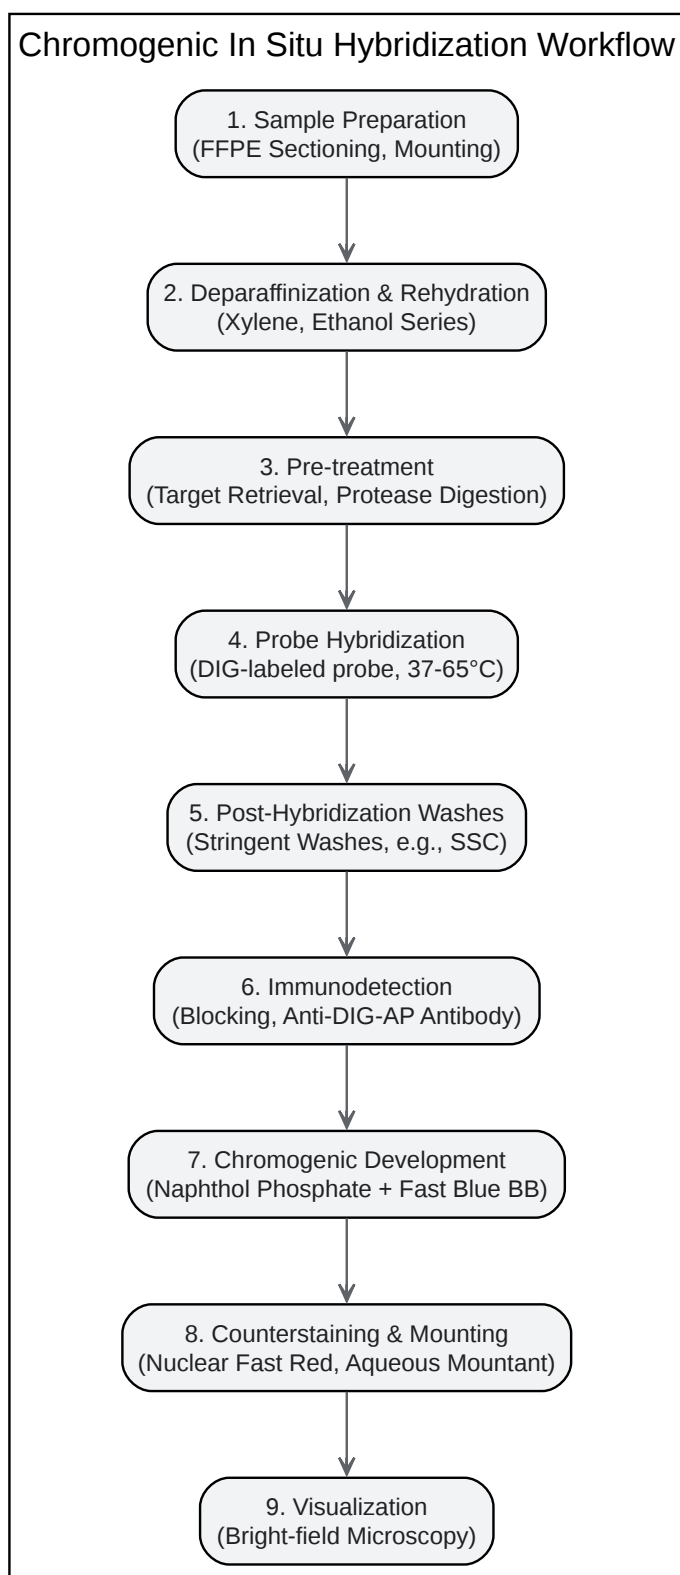 Chromogenic In Situ Hybridization Workflow
1. Sample Preparation
(FFPE Sectioning, Mounting)
2. Deparaffinization & Rehydration
(Xylene, Ethanol Series)
3. Pre-treatment
(Target Retrieval, Protease Digestion)
4. Probe Hybridization
(DIG-labeled probe, 37-65°C)
5. Post-Hybridization Washes
(Stringent Washes, e.g., SSC)
6. Immunodetection
(Blocking, Anti-DIG-AP Antibody)
7. Chromogenic Development
(Naphthol Phosphate + Fast Blue BB)
8. Counterstaining & Mounting
(Nuclear Fast Red, Aqueous Mountant)
9. Visualization
(Bright-field Microscopy)